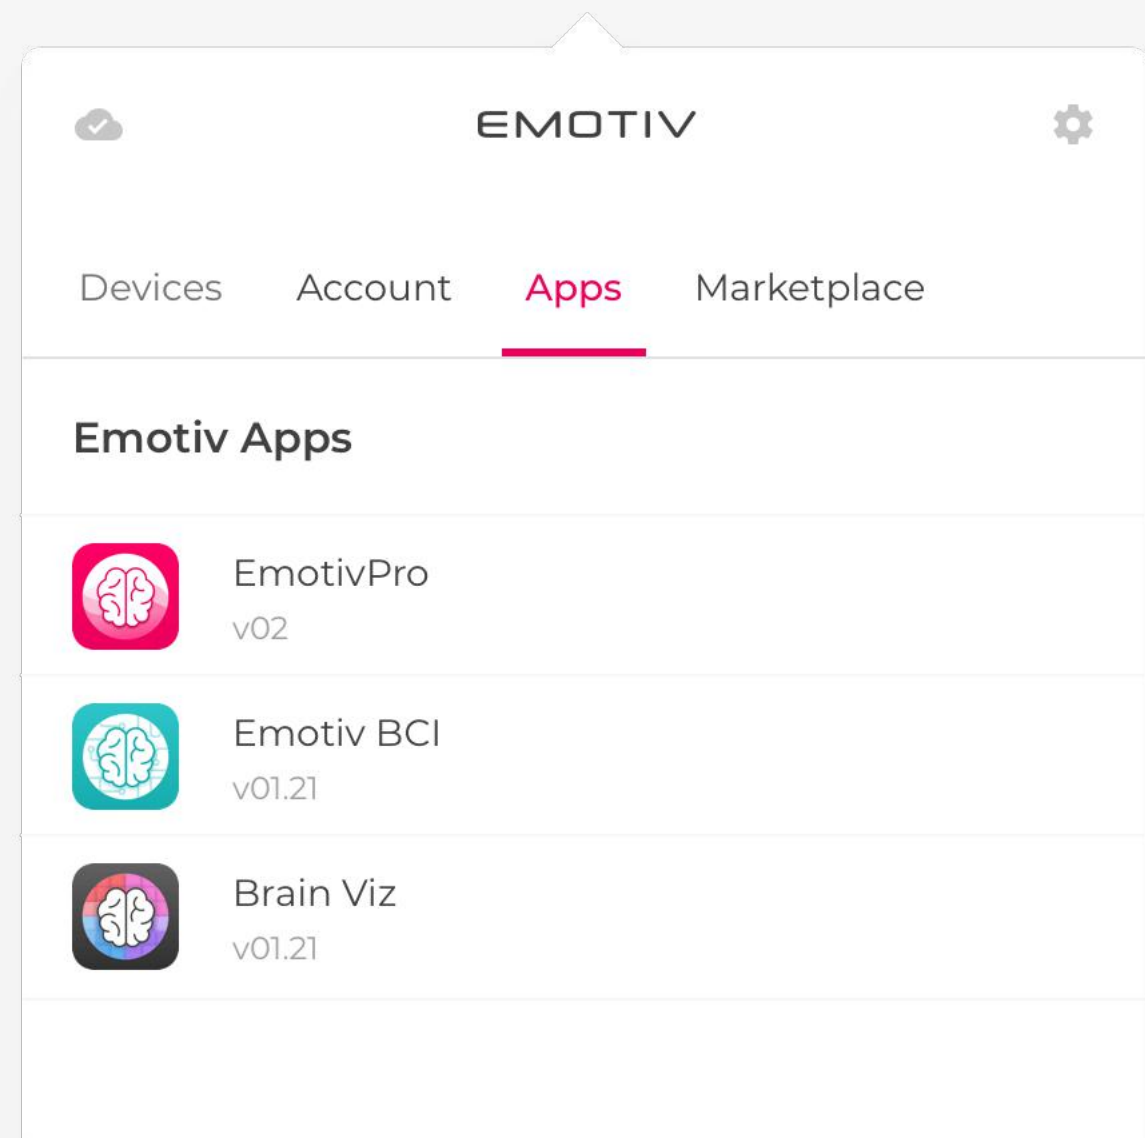 EMOTIV
Devices Account Apps Marketplace
Emotiv Apps
EmotivPro
v02
Emotiv BCI
v01.21
Brain Viz
v01.21